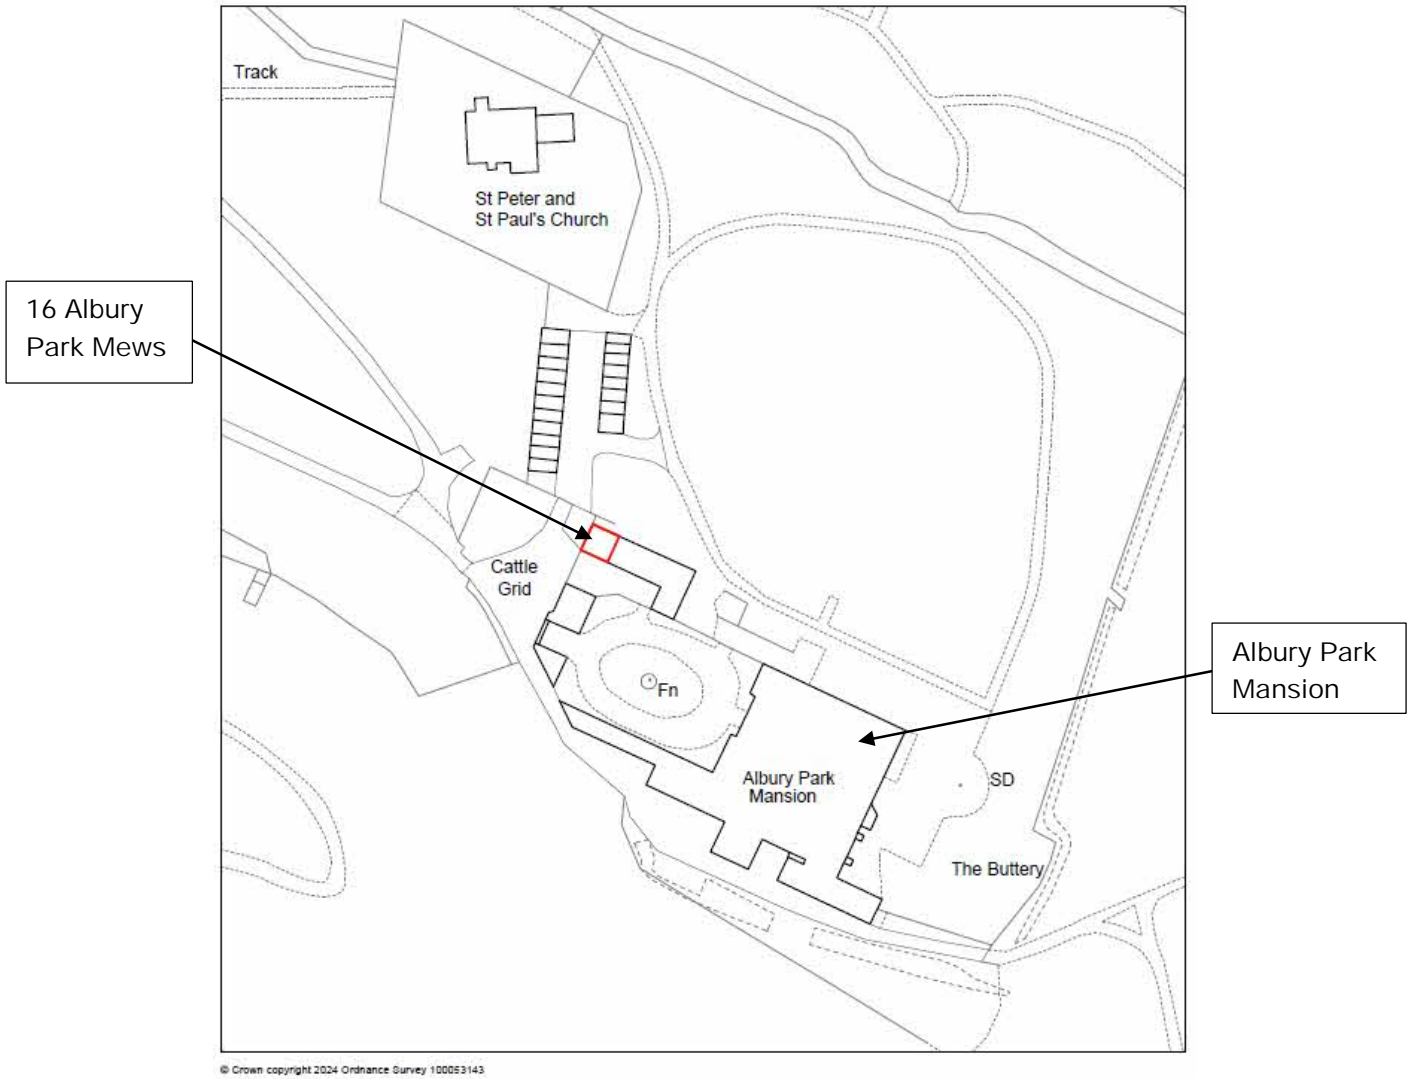 Track
St Peter and
St Paul's Church
16 Albury
Park Mews
Cattle
Grid
Fn
Albury Park
Mansion
Albury Park
Mansion
SD
The Buttery
© Crown copyright 2024 Ordnance Survey 100053143